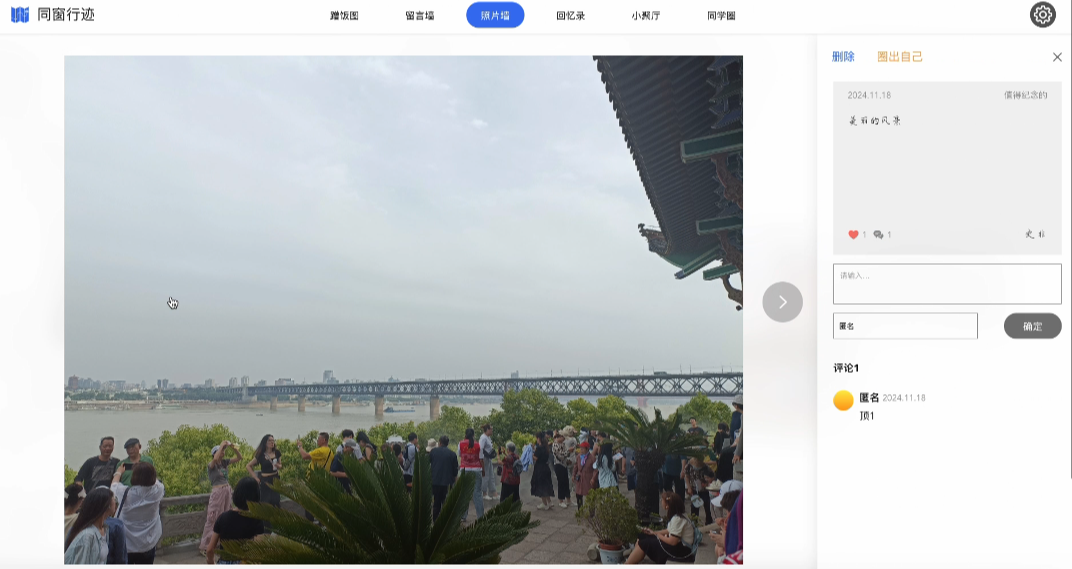 同窗行迹
蹭饭图
留言墙
照片墙
回忆录
小聚厅
同学圈
删除
圈出自己
2024.11.18
值得纪念的
美丽的风景
1
1
史非
请输入...
匿名
确定
评论1
匿名 2024.11.18
顶1